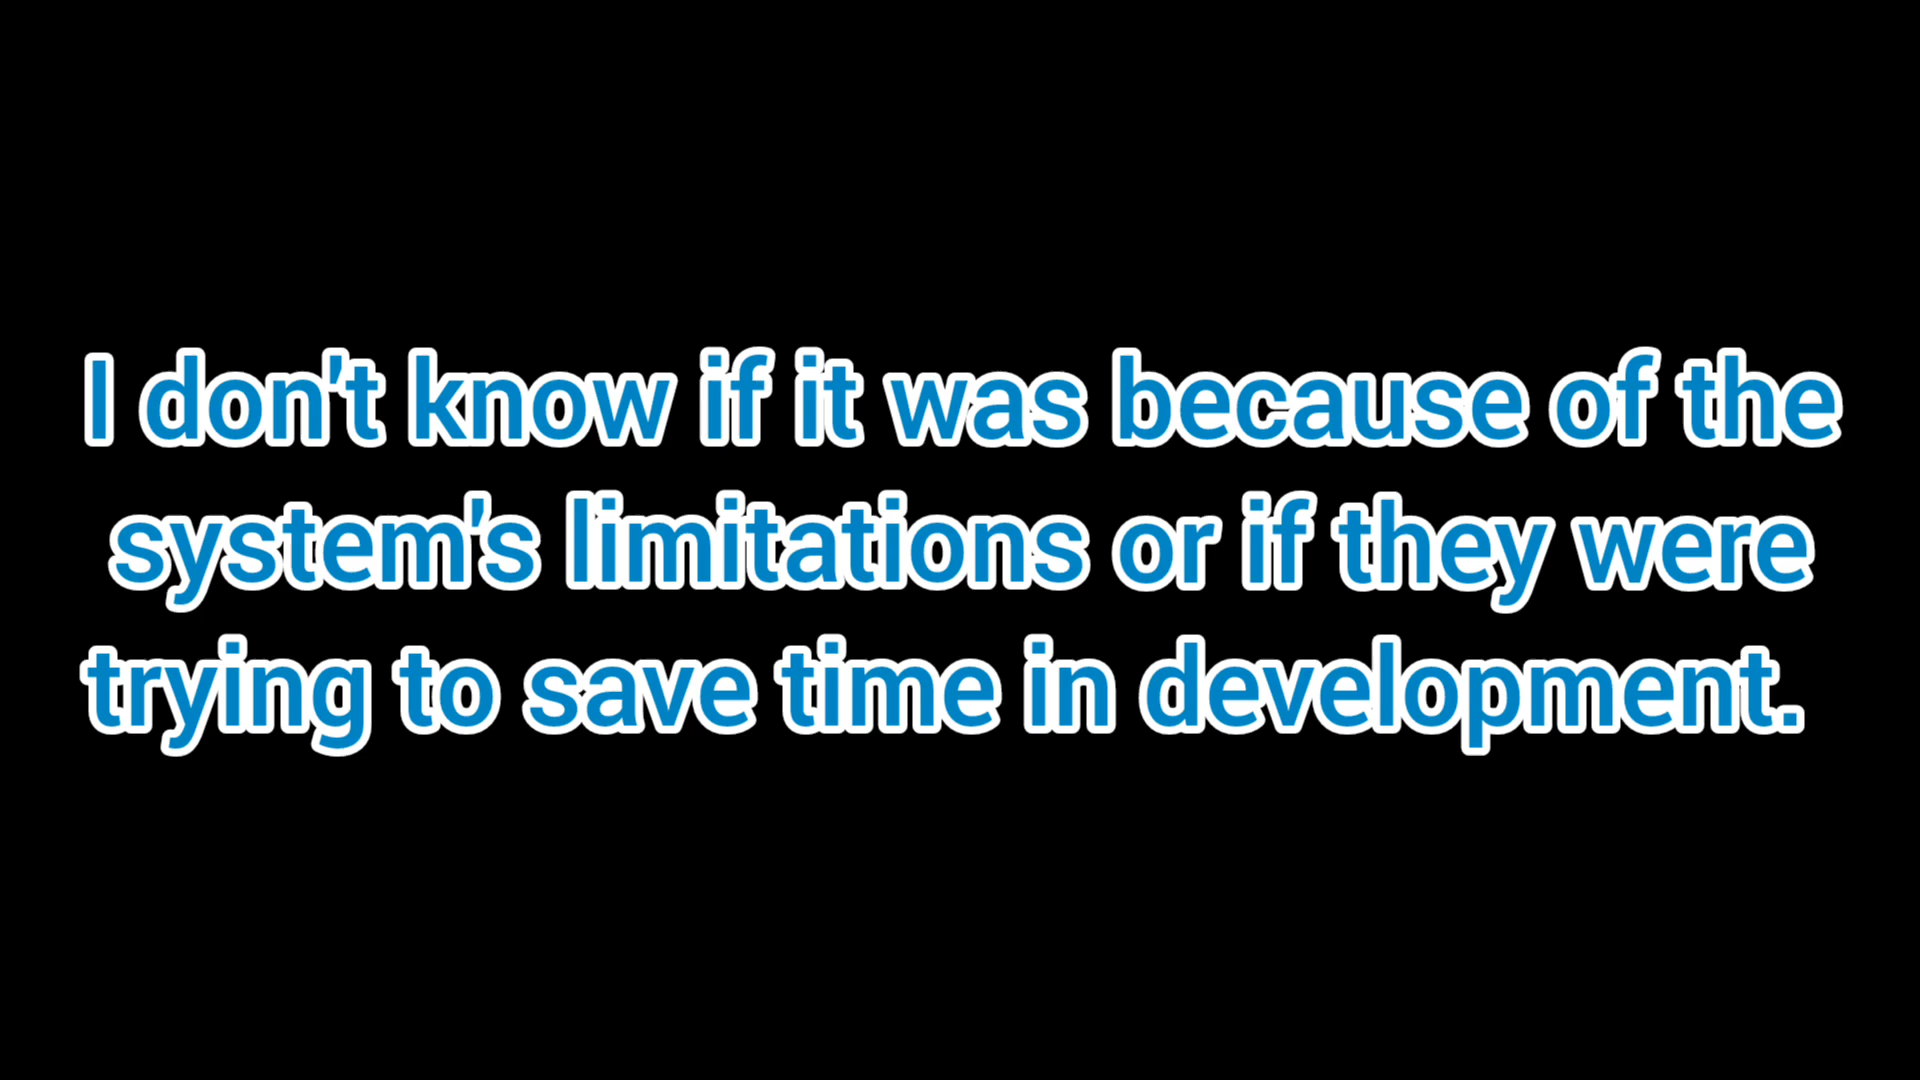 I don't know if it was because of the
system's limitations or if they were
trying to save time in development.